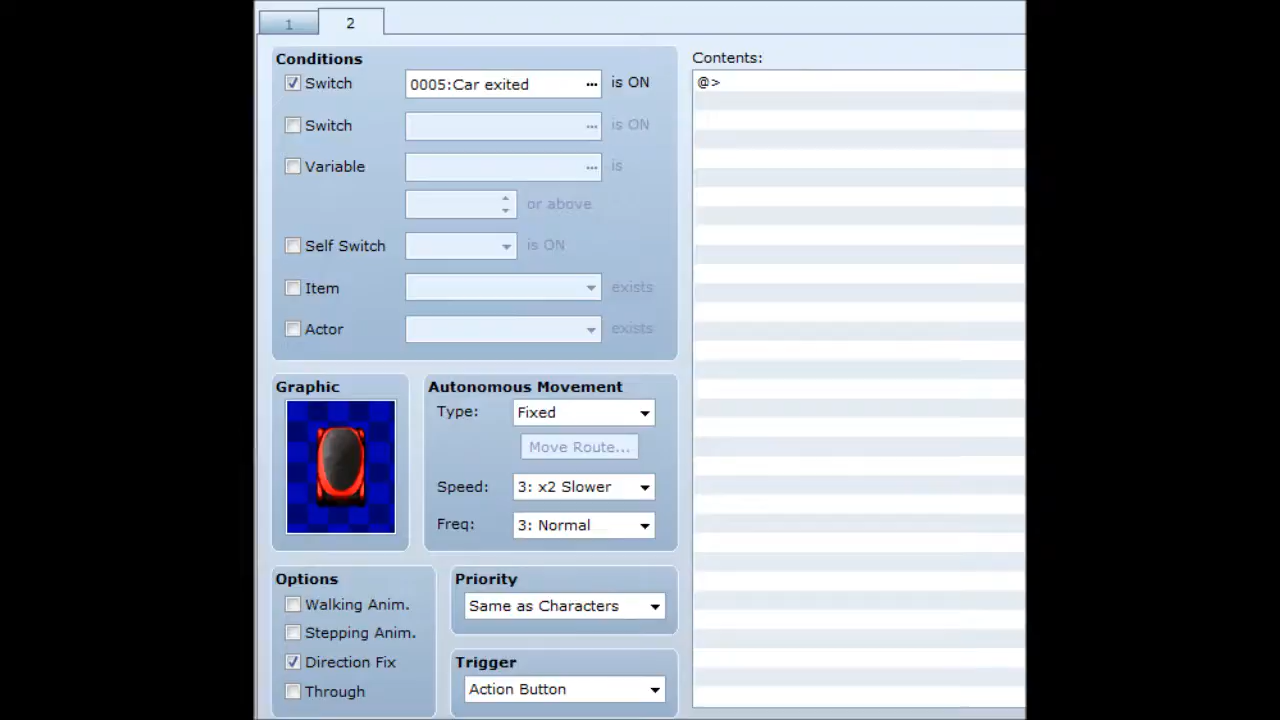 1 2
Conditions
Switch 0005:Car exited ... is ON
Switch ... is ON
Variable ... is
or above
Self Switch is ON
Item exists
Actor exists
Graphic
Autonomous Movement
Type: Fixed
Move Route...
Speed: 3: x2 Slower
Freq: 3: Normal
Options
Walking Anim.
Stepping Anim.
Direction Fix
Through
Priority
Same as Characters
Trigger
Action Button
Contents:
@>